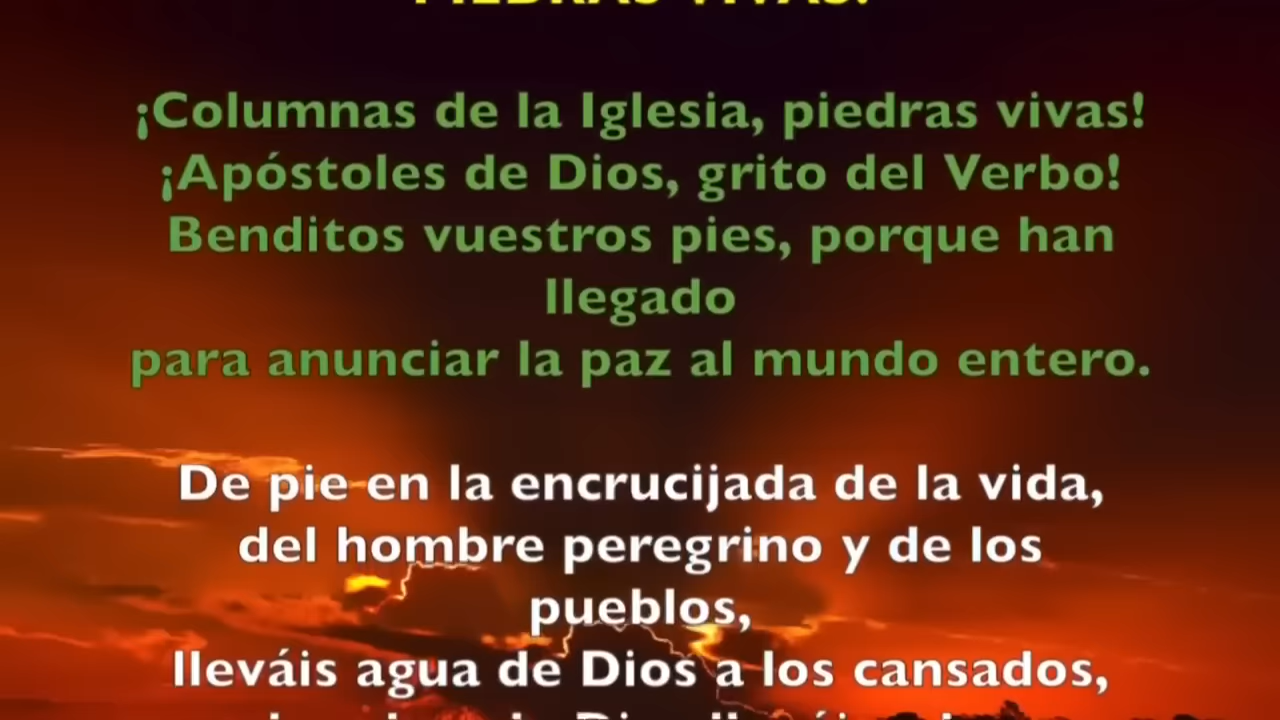 PIEDRAS VIVAS!
¡Columnas de la Iglesia, piedras vivas!
¡Apóstoles de Dios, grito del Verbo!
Benditos vuestros pies, porque han
llegado
para anunciar la paz al mundo entero.
De pie en la encrucijada de la vida,
del hombre peregrino y de los
pueblos,
lleváis agua de Dios a los cansados,